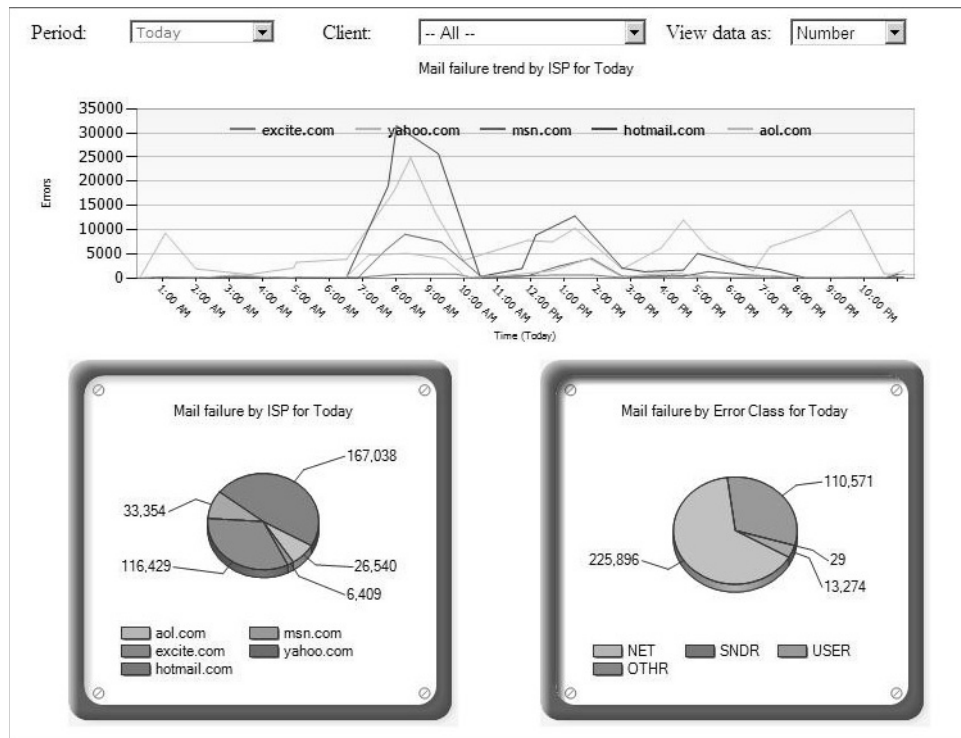 Period: Today Client: -- All -- View data as: Number
Mail failure trend by ISP for Today
35000
30000
25000
20000
15000
10000
5000
0
Errors
excite.com yahoo.com msn.com hotmail.com aol.com
1:00 AM 2:00 AM 3:00 AM 4:00 AM 5:00 AM 6:00 AM 7:00 AM 8:00 AM 9:00 AM 10:00 AM 11:00 AM 12:00 PM 1:00 PM 2:00 PM 3:00 PM 4:00 PM 5:00 PM 6:00 PM 7:00 PM 8:00 PM 9:00 PM 10:00 PM
Time (Today)
Mail failure by ISP for Today
167,038
33,354
116,429
26,540
6,409
aol.com msn.com
excite.com yahoo.com
hotmail.com
Mail failure by Error Class for Today
110,571
225,896
29
13,274
NET SNDR USER
OTHR